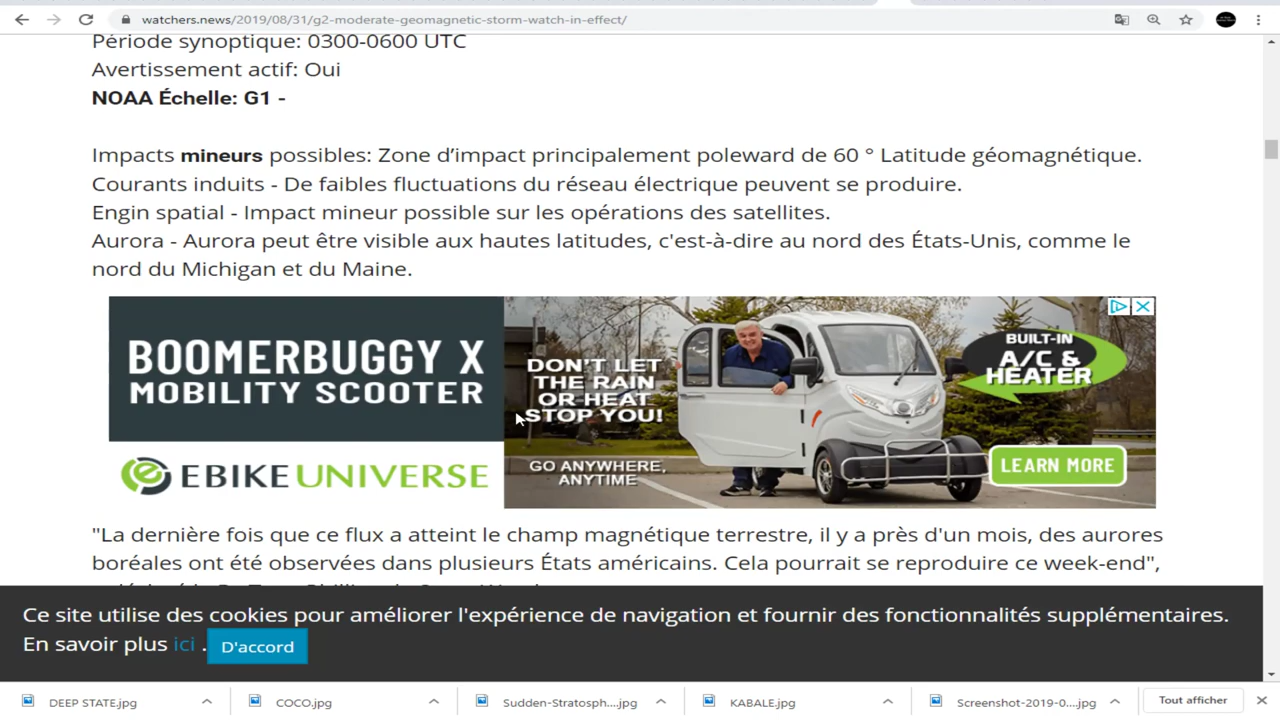 watchers.news/2019/08/31/g2-moderate-geomagnetic-storm-watch-in-effect/
Période synoptique: 0300-0600 UTC
Avertissement actif: Oui
NOAA Échelle: G1 -
Impacts mineurs possibles: Zone d'impact principalement poleward de 60 ° Latitude géomagnétique.
Courants induits - De faibles fluctuations du réseau électrique peuvent se produire.
Engin spatial - Impact mineur possible sur les opérations des satellites.
Aurora - Aurora peut être visible aux hautes latitudes, c'est-à-dire au nord des États-Unis, comme le
nord du Michigan et du Maine.
BOOMERBUGGY X
MOBILITY SCOOTER
EBIKE UNIVERSE
DON'T LET
THE RAIN
OR HEAT
STOP YOU!
GO ANYWHERE,
ANYTIME
BUILT-IN
A/C &
HEATER
LEARN MORE
"La dernière fois que ce flux a atteint le champ magnétique terrestre, il y a près d'un mois, des aurores
boréales ont été observées dans plusieurs États américains. Cela pourrait se reproduire ce week-end",
Ce site utilise des cookies pour améliorer l'expérience de navigation et fournir des fonctionnalités supplémentaires.
En savoir plus ici . D'accord
DEEP STATE.jpg
COCO.jpg
Sudden-Stratosph....jpg
KABALE.jpg
Screenshot-2019-0....jpg
Tout afficher